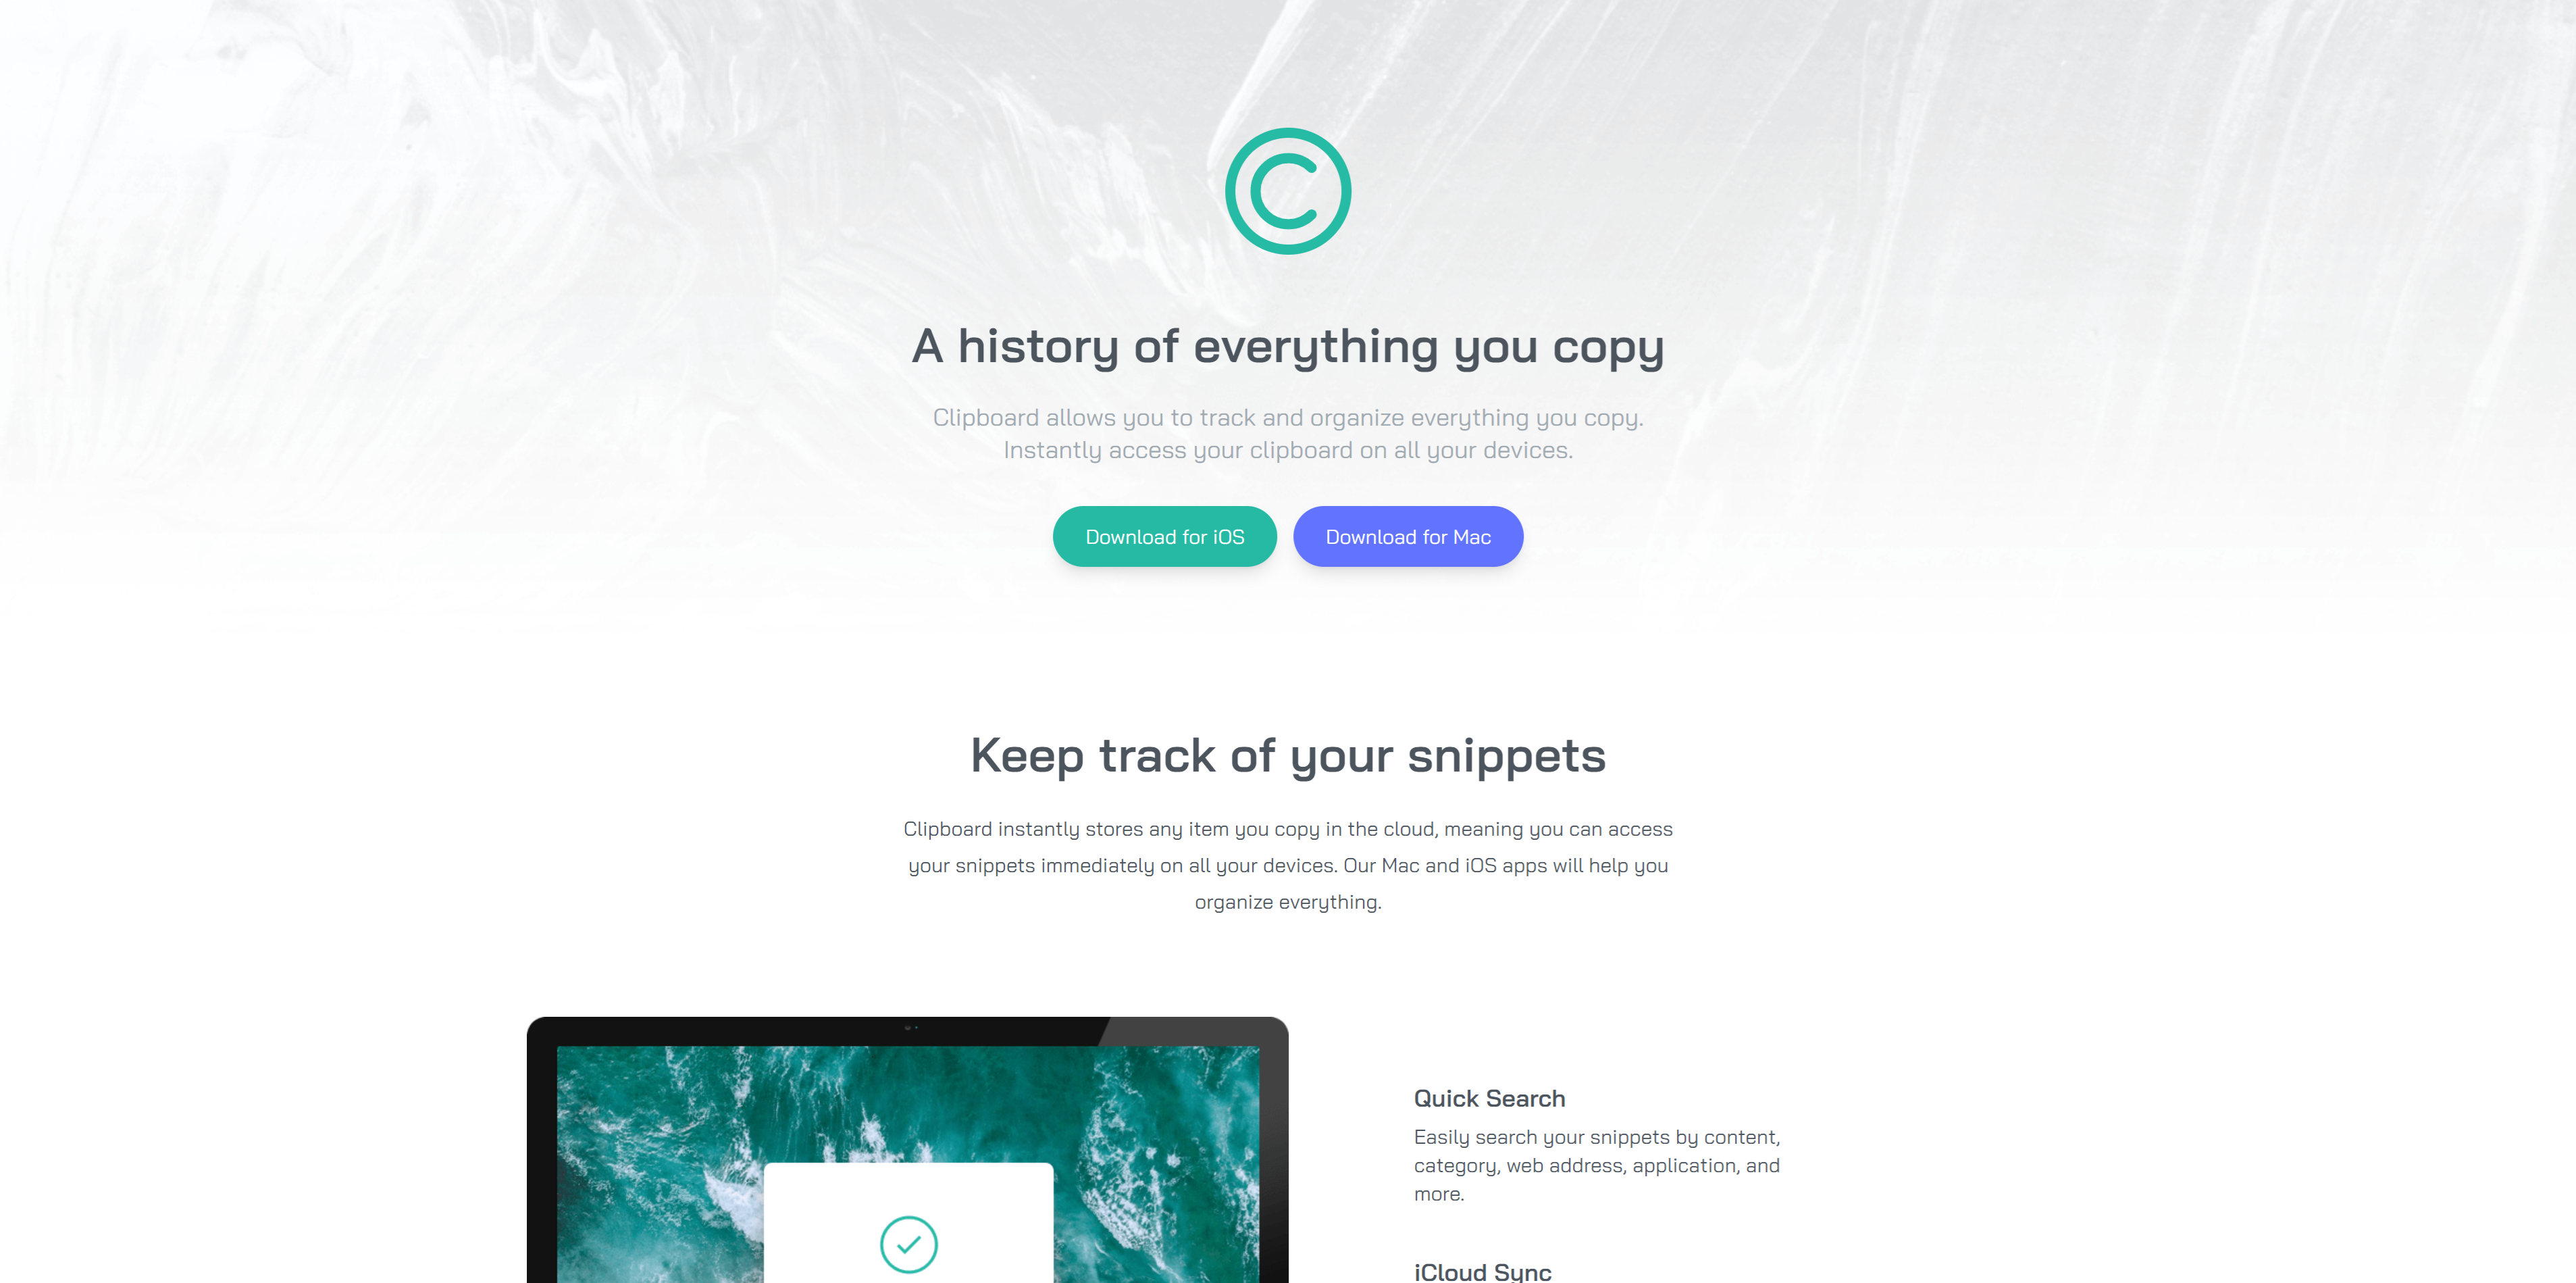 C
A history of everything you copy
Clipboard allows you to track and organize everything you copy.
Instantly access your clipboard on all your devices.
Download for iOS
Download for Mac
Keep track of your snippets
Clipboard instantly stores any item you copy in the cloud, meaning you can access
your snippets immediately on all your devices. Our Mac and iOS apps will help you
organize everything.
Quick Search
Easily search your snippets by content,
category, web address, application, and
more.
iCloud Sync